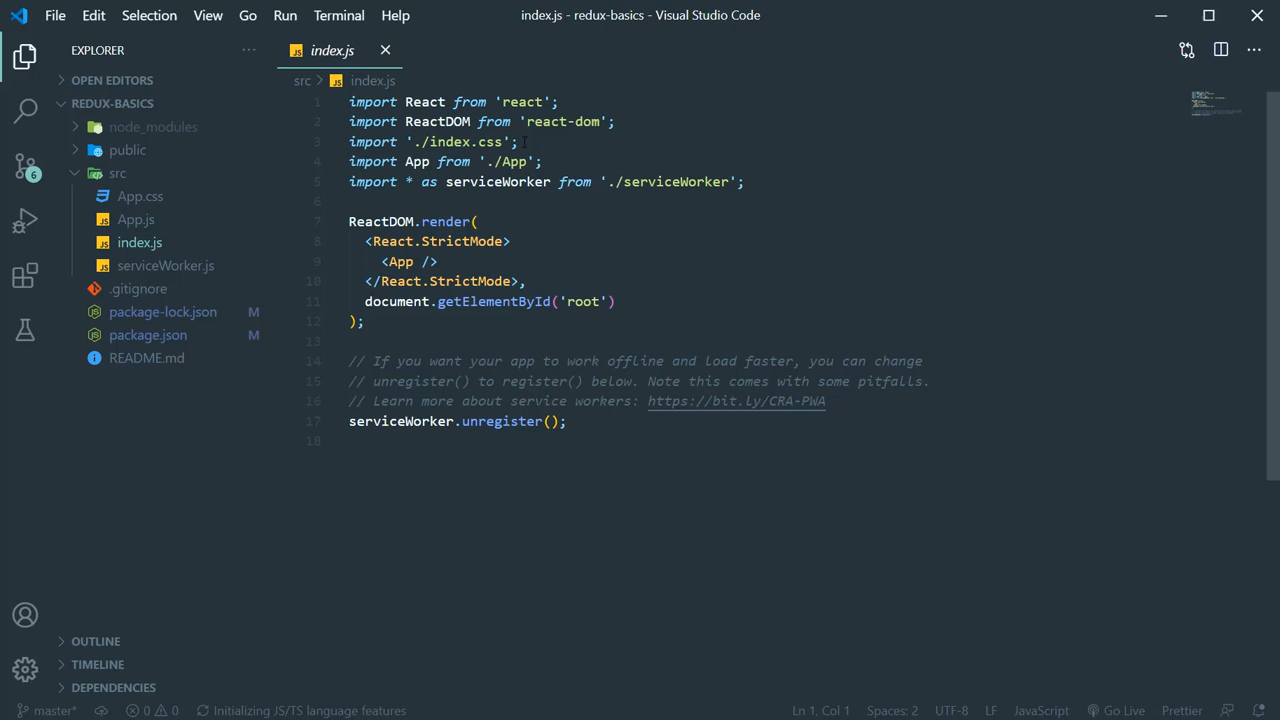 File Edit Selection View Go Run Terminal Help
index.js - redux-basics - Visual Studio Code
EXPLORER
OPEN EDITORS
REDUX-BASICS
node_modules
public
src
App.css
App.js
index.js
serviceWorker.js
.gitignore
package-lock.json M
package.json M
README.md
OUTLINE
TIMELINE
DEPENDENCIES
6
JS index.js
src > JS index.js
1 import React from 'react';
2 import ReactDOM from 'react-dom';
3 import './index.css';
4 import App from './App';
5 import * as serviceWorker from './serviceWorker';
6
7 ReactDOM.render(
8 <React.StrictMode>
9 <App />
10 </React.StrictMode>,
11 document.getElementById('root')
12 );
13
14 // If you want your app to work offline and load faster, you can change
15 // unregister() to register() below. Note this comes with some pitfalls.
16 // Learn more about service workers: https://bit.ly/CRA-PWA
17 serviceWorker.unregister();
18
master* 0 0 Initializing JS/TS language features Ln 1, Col 1 Spaces: 2 UTF-8 LF JavaScript Go Live Prettier